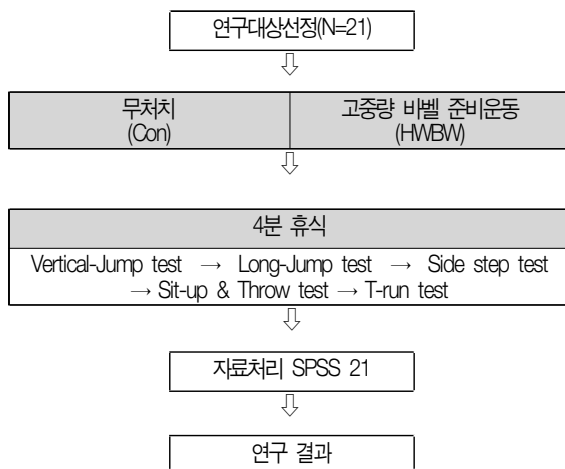 연구대상선정(N=21)
무처치
(Con)
고중량 바벨 준비운동
(HWBW)
4분 휴식
Vertical-Jump test → Long-Jump test → Side step test
→ Sit-up & Throw test → T-run test
자료처리 SPSS 21
연구 결과